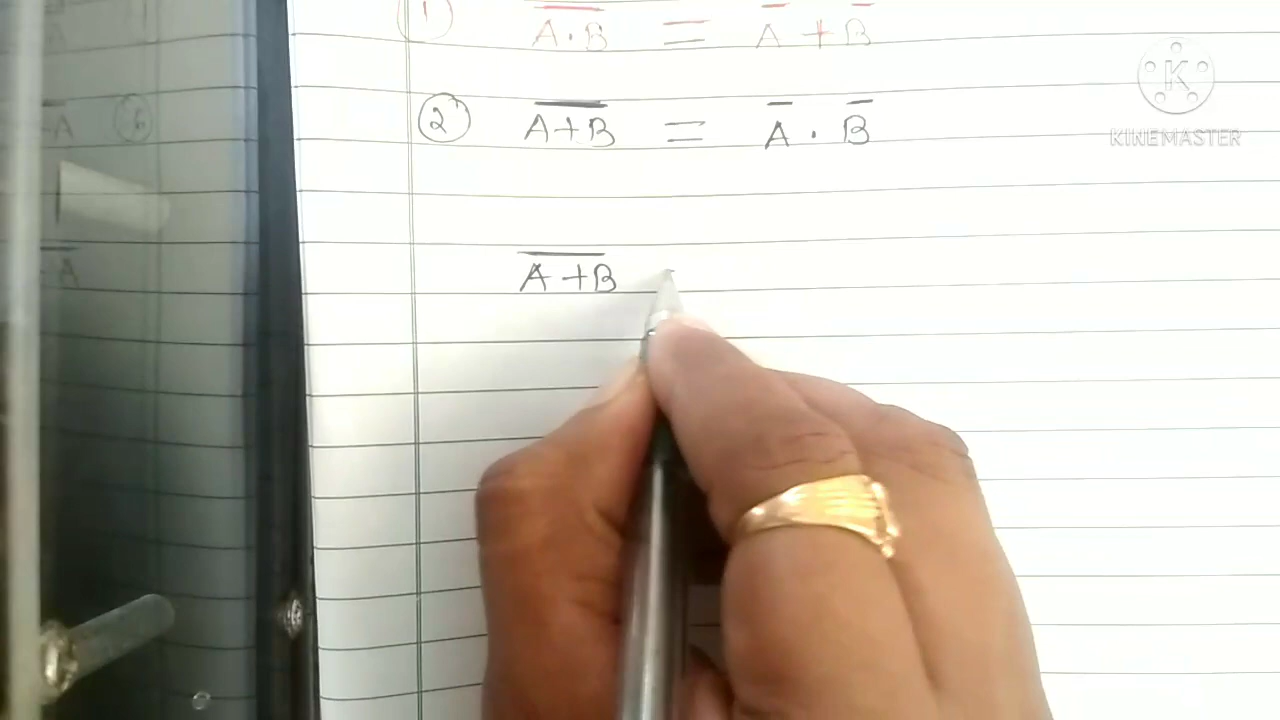 ① A̅·̅B̅ = A̅ + B̅
② A̅+̅B̅ = A̅ · B̅
K
KINEMASTER
A̅ ̅+̅B̅